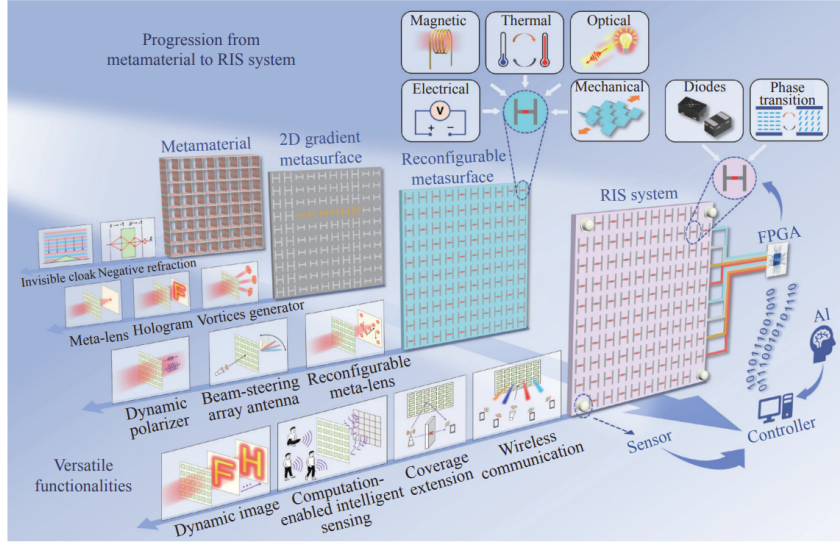 Progression from
metamaterial to RIS system
Magnetic
Thermal
Optical
Electrical
V
+ −
Mechanical
Diodes
Phase
transition
Metamaterial
2D gradient
metasurface
Reconfigurable
metasurface
RIS system
FPGA
AI
Invisible cloak
Negative refraction
Meta-lens
Hologram
Vortices generator
Dynamic
polarizer
Beam-steering
array antenna
Reconfigurable
meta-lens
F
1010111001010
01110010101110
Controller
Sensor
Versatile
functionalities
F
H
Dynamic image
Computation-
enabled intelligent
sensing
Coverage
extension
Wireless
communication